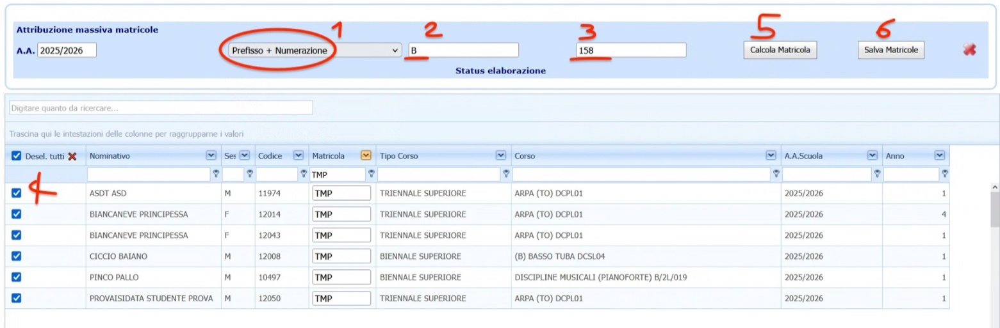 Attribuzione massiva matricole
1 2 3 5 6
A.A. 2025/2026 Prefisso + Numerazione B 158 Calcola Matricola Salva Matricole
Status elaborazione
Digitare quanto da ricercare...
Trascina qui le intestazioni delle colonne per raggrupparne i valori
Desel. tutti Nominativo Ses Codice Matricola Tipo Corso Corso A.A.Scuola Anno
TMP
4
ASDT ASD M 11974 TMP TRIENNALE SUPERIORE ARPA (TO) DCPL01 2025/2026 1
BIANCANEVE PRINCIPESSA F 12014 TMP TRIENNALE SUPERIORE ARPA (TO) DCPL01 2025/2026 4
BIANCANEVE PRINCIPESSA F 12043 TMP TRIENNALE SUPERIORE ARPA (TO) DCPL01 2025/2026 1
CICCIO BAIANO M 12008 TMP BIENNALE SUPERIORE (B) BASSO TUBA DCSL04 2025/2026 1
PINCO PALLO M 10497 TMP BIENNALE SUPERIORE DISCIPLINE MUSICALI (PIANOFORTE) B/2L/019 2025/2026 1
PROVAISIDATA STUDENTE PROVA M 12050 TMP TRIENNALE SUPERIORE ARPA (TO) DCPL01 2025/2026 1